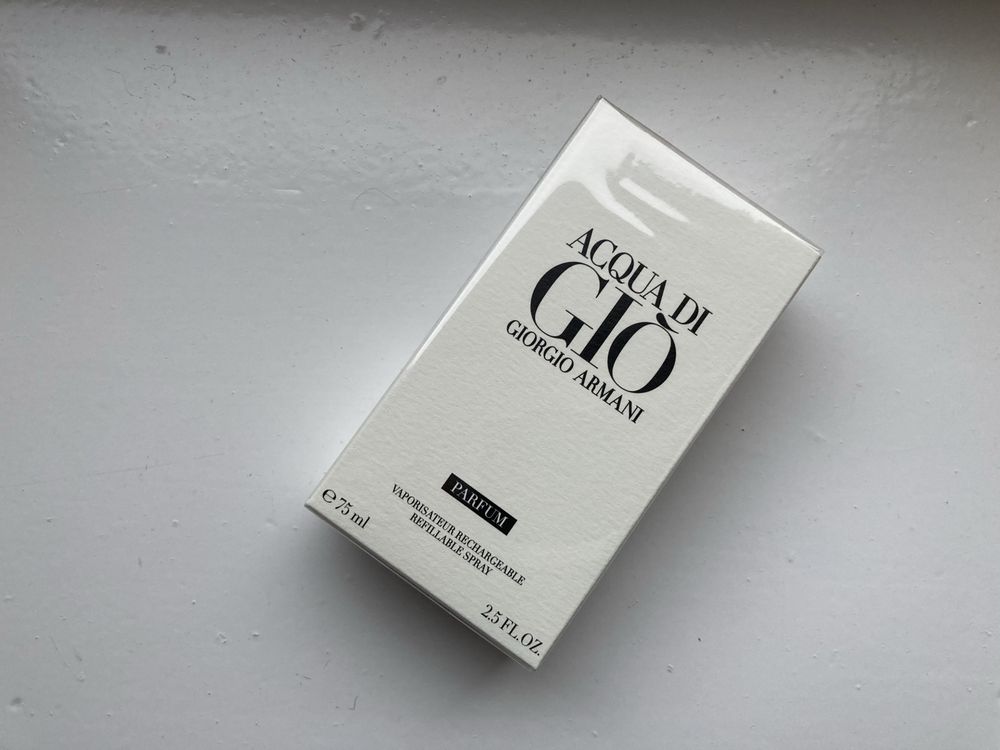 ACQUA DI
GIÒ
GIORGIO ARMANI
PARFUM
VAPORISATEUR RECHARGEABLE
REFILLABLE SPRAY
℮ 75 ml
2.5 FL. OZ.